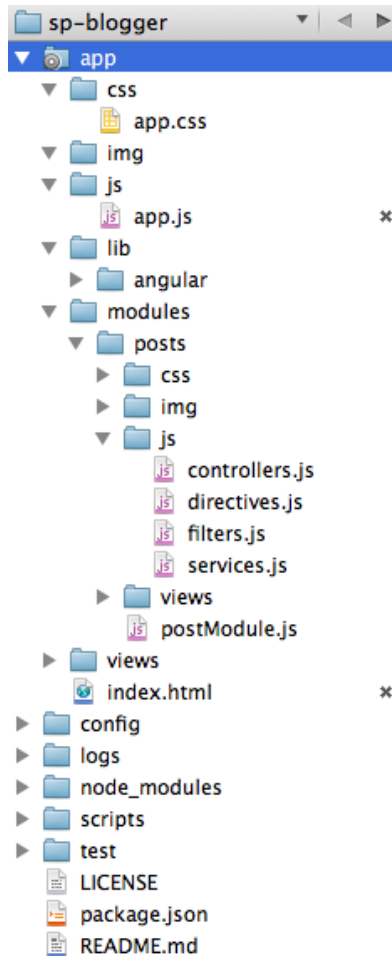 sp-blogger
app
css
app.css
img
js
app.js
lib
angular
modules
posts
css
img
js
controllers.js
directives.js
filters.js
services.js
views
postModule.js
views
index.html
config
logs
node_modules
scripts
test
LICENSE
package.json
README.md